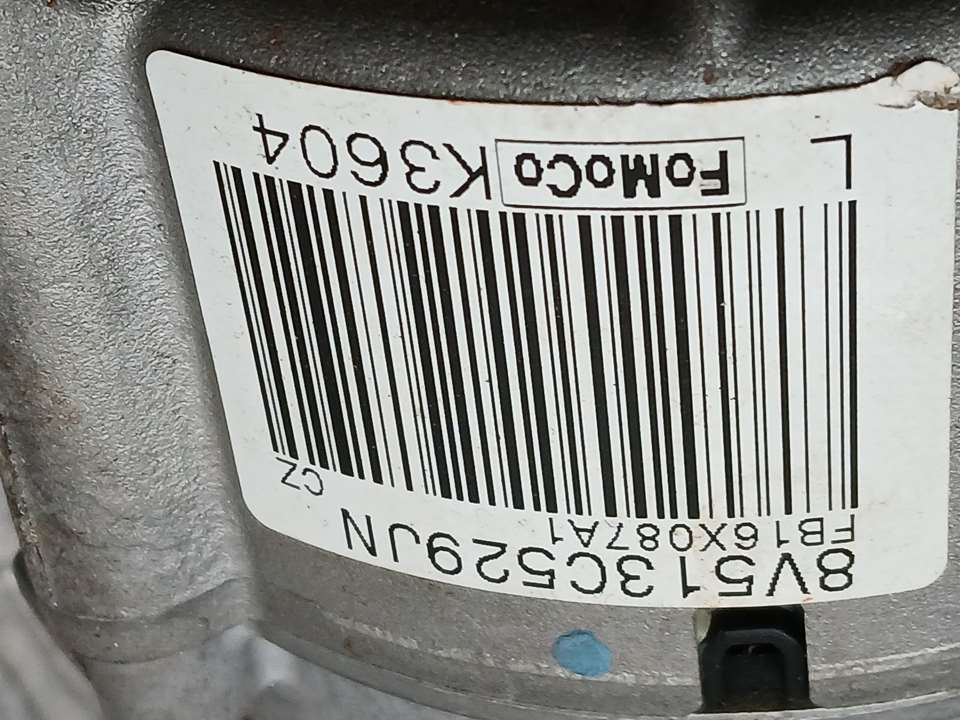 8V513C529JN
FB16X087A1
CZ
L FoMoCo K3604